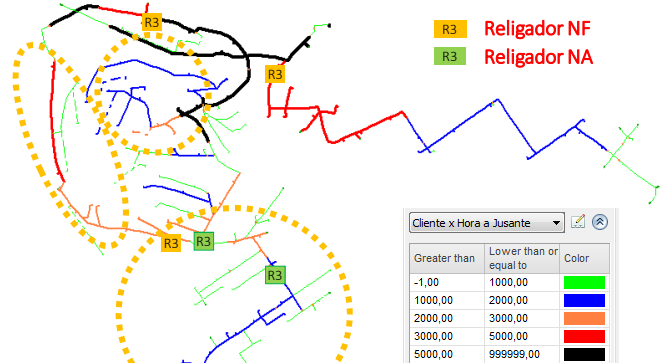 R3
R3 Religador NF
R3
R3 Religador NA
R3
R3
R3
Cliente x Hora a Jusante
Greater than Lower than or equal to Color
-1,00 1000,00
1000,00 2000,00
2000,00 3000,00
3000,00 5000,00
5000,00 999999,00